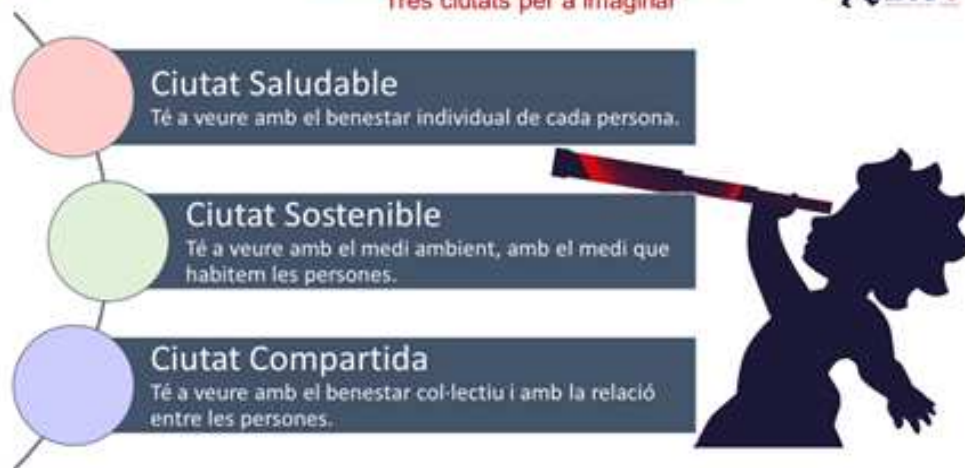 Tres ciutats per a imaginar
Ciutat Saludable
Té a veure amb el benestar individual de cada persona.
Ciutat Sostenible
Té a veure amb el medi ambient, amb el medi que
habitem les persones.
Ciutat Compartida
Té a veure amb el benestar col·lectiu i amb la relació
entre les persones.